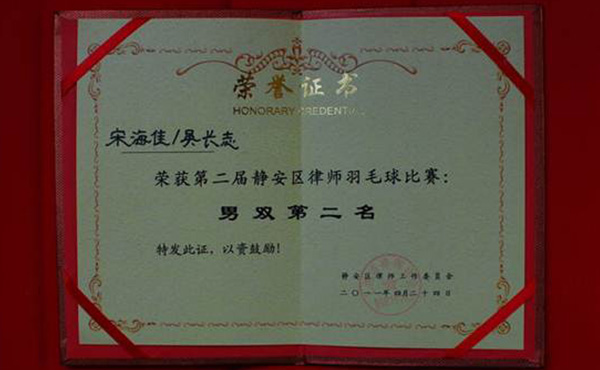 荣誉证书
HONORARY CREDENTIAL
宋海佳/吴长志
荣获第二届静安区律师羽毛球比赛：
男双第二名
特发此证，以资鼓励！
静安区律师工作委员会
二〇一一年四月二十四日